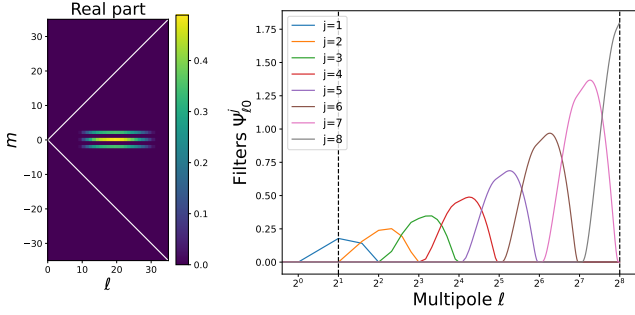 Real part
m
30
20
10
0
−10
−20
−30
0
10
20
30
ℓ
0.4
0.3
0.2
0.1
0.0
Filters Ψ^j_{ℓ0}
1.75
1.50
1.25
1.00
0.75
0.50
0.25
0.00
j=1
j=2
j=3
j=4
j=5
j=6
j=7
j=8
2^0
2^1
2^2
2^3
2^4
2^5
2^6
2^7
2^8
Multipole ℓ